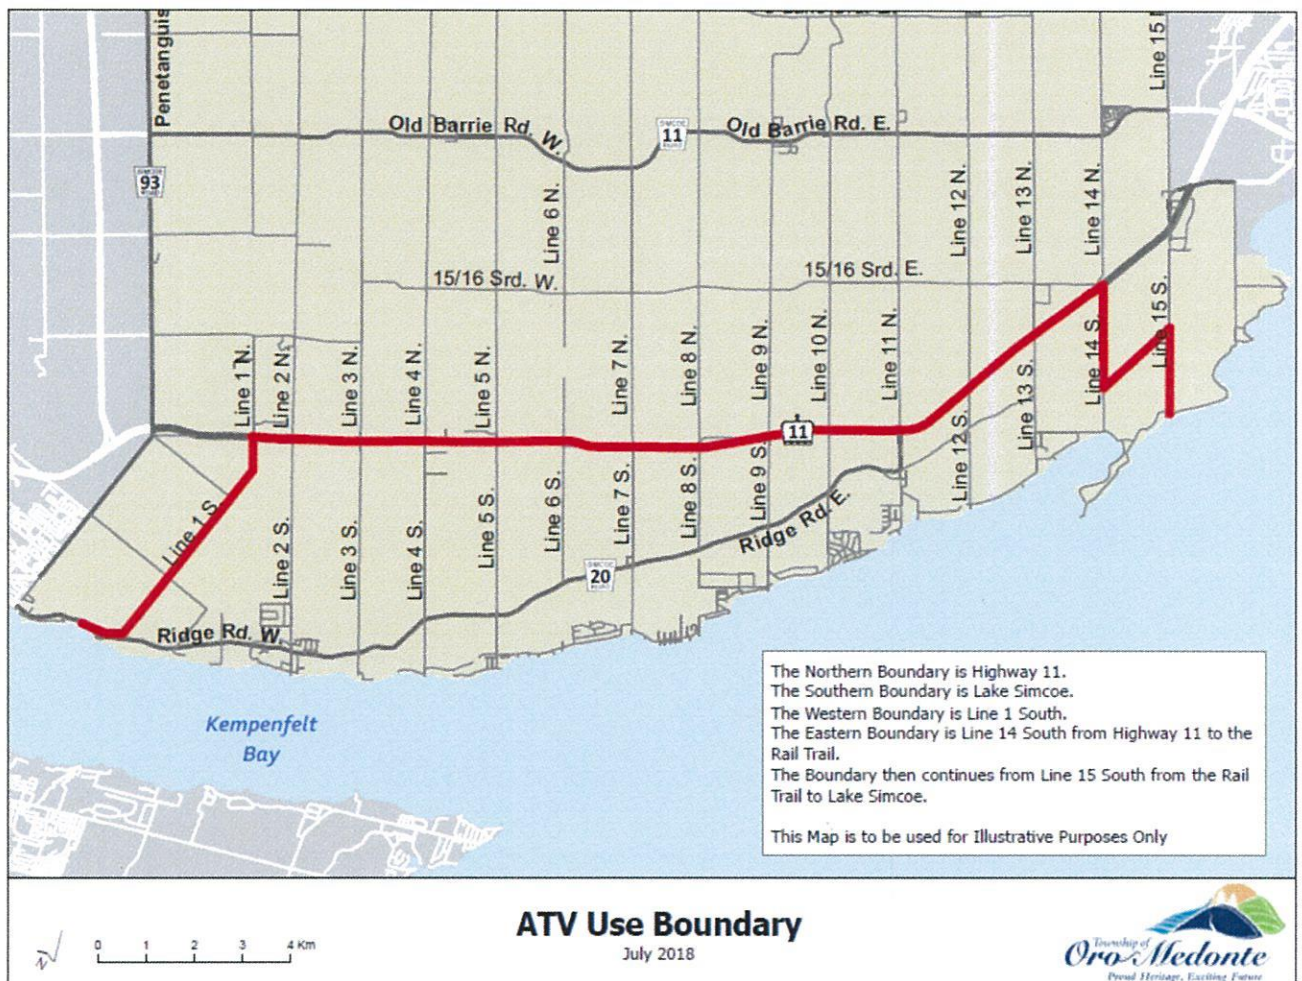 Penetanguis
Line 15 N
Old Barrie Rd. W.
SIMCOE
11
ROAD
Old Barrie Rd. E.
SIMCOE
93
ROAD
Line 6 N.
Line 12 N.
Line 13 N.
Line 14 N.
15/16 Srd. W.
15/16 Srd. E.
Line 1 N.
Line 2 N.
Line 3 N.
Line 4 N.
Line 5 N.
Line 7 N.
Line 8 N.
Line 9 N.
Line 10 N.
Line 11 N.
Line 14 S.
Line 15 S.
11
Line 1 S.
Line 2 S.
Line 3 S.
Line 4 S.
Line 5 S.
Line 6 S.
Line 7 S.
Line 8 S.
Line 9 S.
Line 12 S.
Line 13 S.
Ridge Rd. E.
SIMCOE
20
ROAD
Ridge Rd. W.
Kempenfelt
Bay
The Northern Boundary is Highway 11.
The Southern Boundary is Lake Simcoe.
The Western Boundary is Line 1 South.
The Eastern Boundary is Line 14 South from Highway 11 to the
Rail Trail.
The Boundary then continues from Line 15 South from the Rail
Trail to Lake Simcoe.
This Map is to be used for Illustrative Purposes Only
N
0 1 2 3 4 Km
ATV Use Boundary
July 2018
Township of
Oro-Medonte
Proud Heritage, Exciting Future